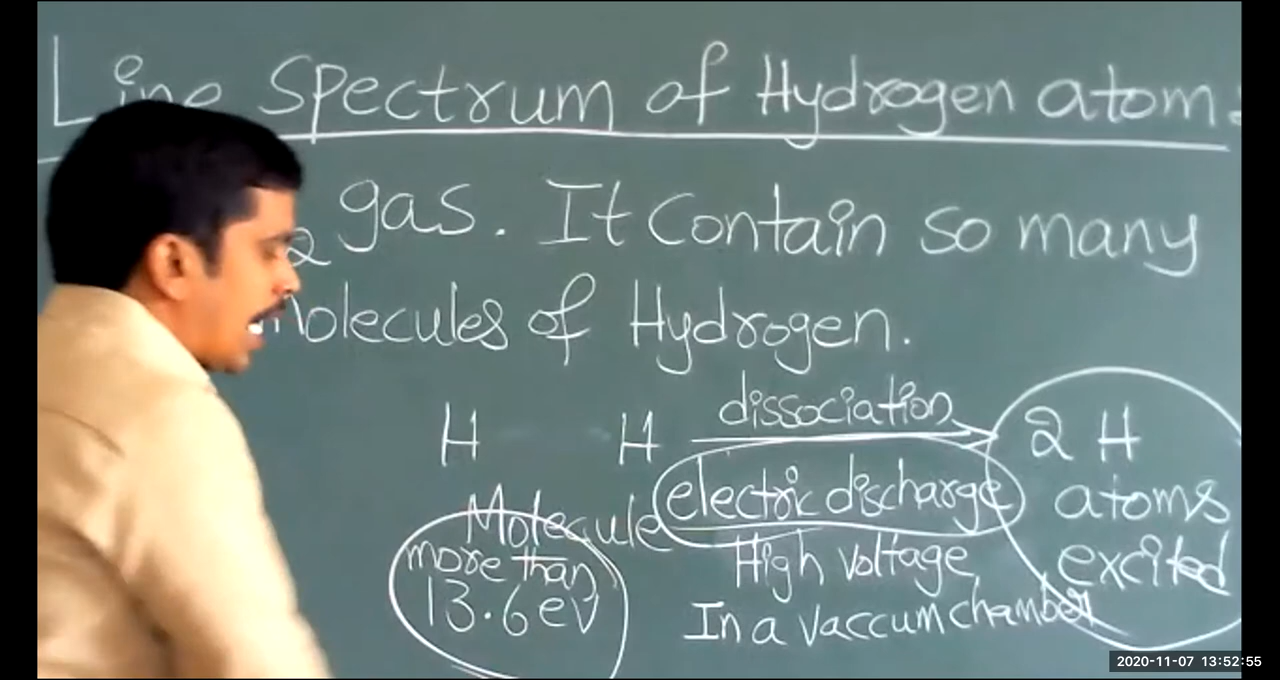 Line Spectrum of Hydrogen atom:
2 gas. It contain so many
molecules of Hydrogen.
dissociation
H H 2 H
electric discharge atoms
Molecule
more than High voltage, excited
13.6 ev In a vaccum chamber
2020-11-07 13:52:55